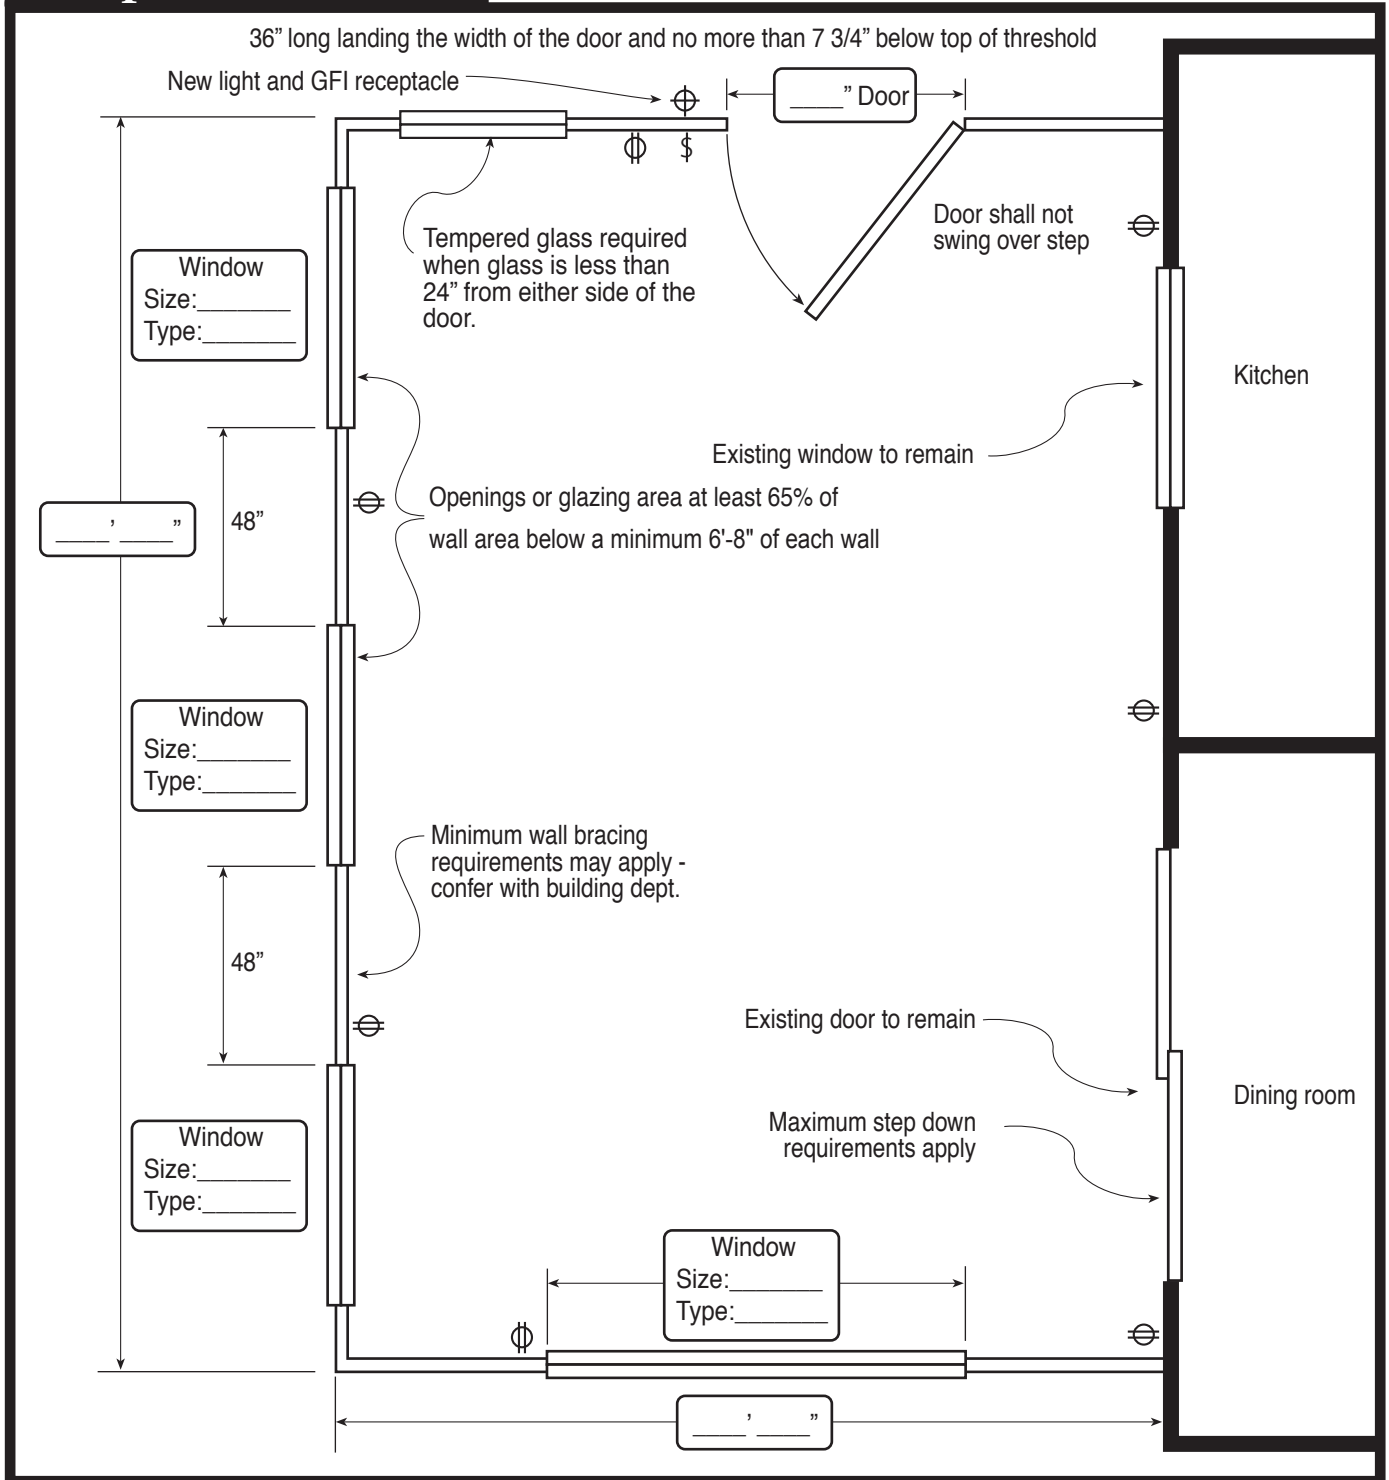 36” long landing the width of the door and no more than 7 3/4” below top of threshold
New light and GFI receptacle
____” Door
$
Door shall not
swing over step
Tempered glass required
when glass is less than
24” from either side of the
door.
Window
Size:_______
Type:_______
Kitchen
Existing window to remain
Openings or glazing area at least 65% of
wall area below a minimum 6'-8" of each wall
48”
____’ ____”
Window
Size:_______
Type:_______
Minimum wall bracing
requirements may apply -
confer with building dept.
48”
Existing door to remain
Dining room
Maximum step down
requirements apply
Window
Size:_______
Type:_______
Window
Size:_______
Type:_______
____’ ____”